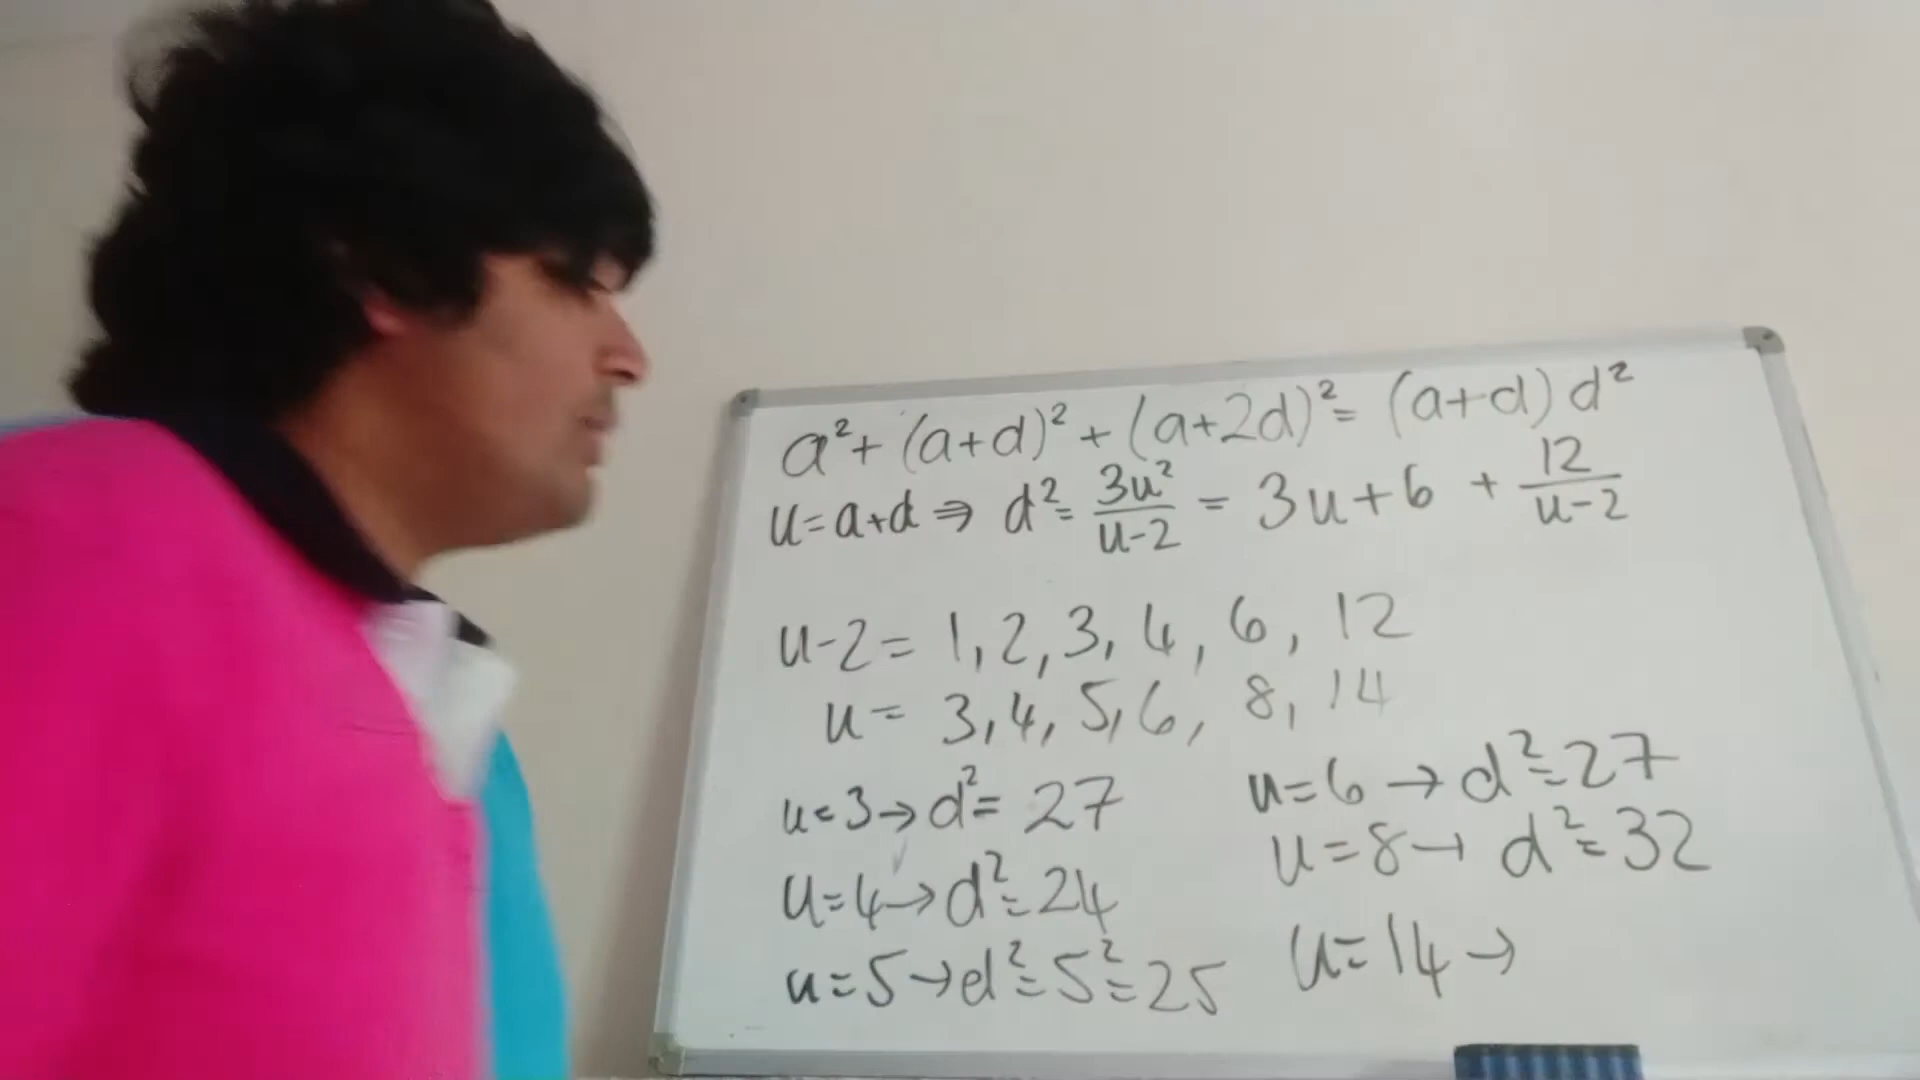 a² + (a+d)² + (a+2d)² = (a+d) d²
u=a+d ⇒ d² = 3u²/(u-2) = 3u+6 + 12/(u-2)
u-2 = 1, 2, 3, 4, 6, 12
u = 3, 4, 5, 6, 8, 14
u=3→d²= 27
u=4→d²=24
u=5→d²=5²=25
u=6→d²=27
u=8→d²=32
u=14→